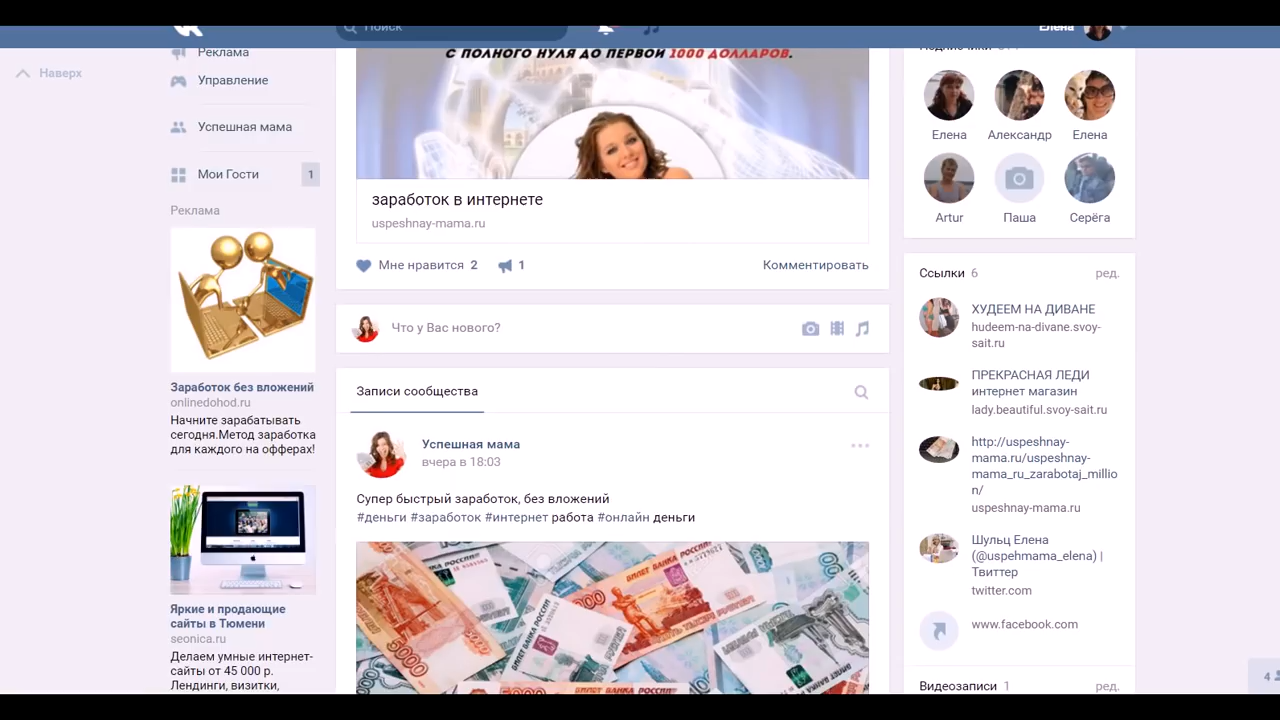 Поиск
Елена
Наверх
Реклама
Управление
Успешная мама
Мои Гости 1
Реклама
Заработок без вложений
onlinedohod.ru
Начните зарабатывать
сегодня.Метод заработка
для каждого на офферах!
Яркие и продающие
сайты в Тюмени
seonica.ru
Делаем умные интернет-
сайты от 45 000 р.
Лендинги, визитки,
С ПОЛНОГО НУЛЯ ДО ПЕРВОЙ 1000 ДОЛЛАРОВ.
заработок в интернете
uspeshnay-mama.ru
Мне нравится 2 1 Комментировать
Что у Вас нового?
Записи сообщества
Успешная мама
вчера в 18:03
Супер быстрый заработок, без вложений
#деньги #заработок #интернет работа #онлайн деньги
Елена Александр Елена
Artur Паша Серёга
Ссылки 6 ред.
ХУДЕЕМ НА ДИВАНЕ
hudeem-na-divane.svoy-
sait.ru
ПРЕКРАСНАЯ ЛЕДИ
интернет магазин
lady.beautiful.svoy-sait.ru
http://uspeshnay-
mama.ru/uspeshnay-
mama_ru_zarabotaj_millio
n/
uspeshnay-mama.ru
Шульц Елена
(@uspehmama_elena) |
Твиттер
twitter.com
www.facebook.com
Видеозаписи 1 ред.
4